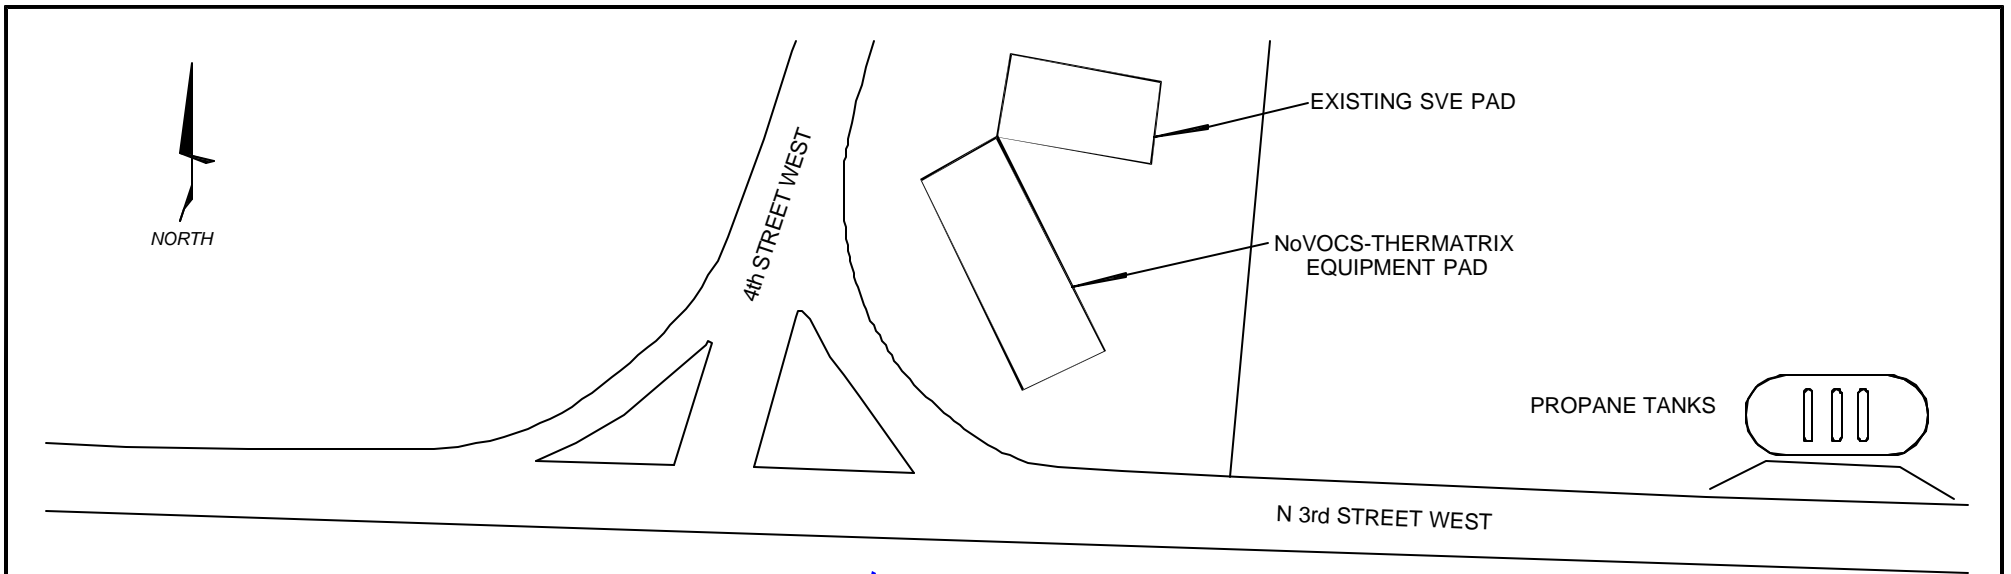 EXISTING SVE PAD
4th STREET WEST
NORTH
NoVOCS-THERMATRIX
EQUIPMENT PAD
PROPANE TANKS
N 3rd STREET WEST